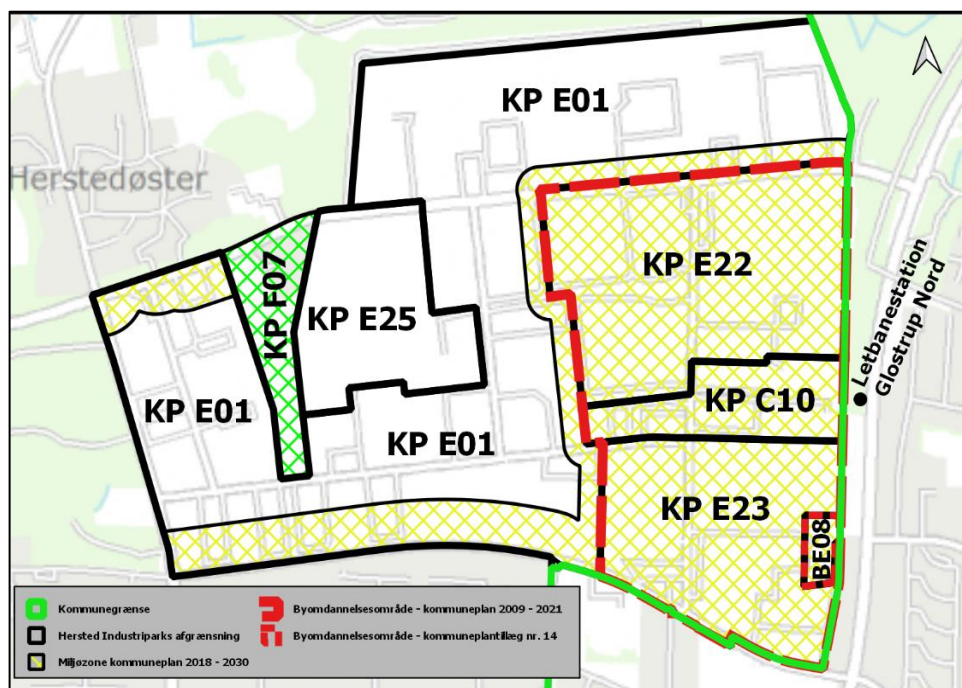 KP E01
Herstedøster
KP E22
KP F07
KP E25
Letbanestation
Glostrup Nord
KP E01
KP C10
KP E01
KP E23
BE08
Kommunegrænse
Hersted Industriparks afgrænsning
Miljøzone kommuneplan 2018 - 2030
Byomdannelsesområde - kommuneplan 2009 - 2021
Byomdannelsesområde - kommuneplantillæg nr. 14